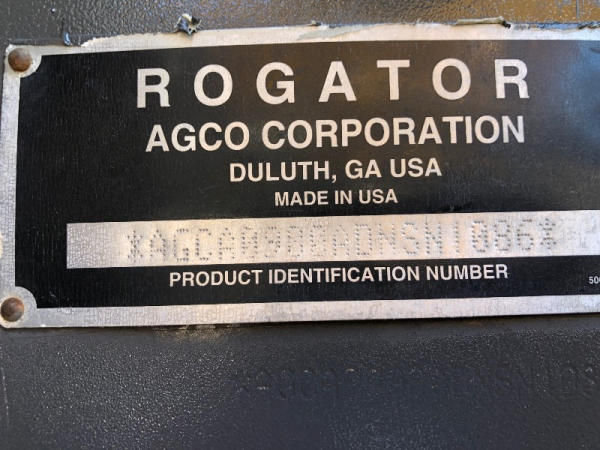 ROGATOR
AGCO CORPORATION
DULUTH, GA USA
MADE IN USA
PRODUCT IDENTIFICATION NUMBER